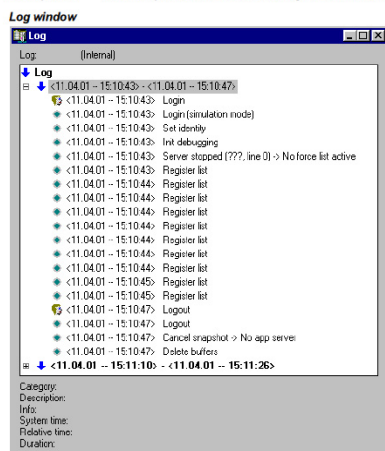 Log window
Log
Log: (Internal)
Log
<11.04.01 -- 15:10:43> - <11.04.01 -- 15:10:47>
<11.04.01 -- 15:10:43> Login
<11.04.01 -- 15:10:43> Login (simulation mode)
<11.04.01 -- 15:10:43> Set identity
<11.04.01 -- 15:10:43> Init debugging
<11.04.01 -- 15:10:43> Server stopped (???, line 0) -> No force list active
<11.04.01 -- 15:10:43> Register list
<11.04.01 -- 15:10:44> Register list
<11.04.01 -- 15:10:44> Register list
<11.04.01 -- 15:10:44> Register list
<11.04.01 -- 15:10:44> Register list
<11.04.01 -- 15:10:44> Register list
<11.04.01 -- 15:10:44> Register list
<11.04.01 -- 15:10:44> Register list
<11.04.01 -- 15:10:45> Register list
<11.04.01 -- 15:10:45> Register list
<11.04.01 -- 15:10:47> Logout
<11.04.01 -- 15:10:47> Logout
<11.04.01 -- 15:10:47> Cancel snapshot -> No app server
<11.04.01 -- 15:10:47> Delete buffers
<11.04.01 -- 15:11:10> - <11.04.01 -- 15:11:26>
Category:
Description:
Info:
System time:
Relative time:
Duration: